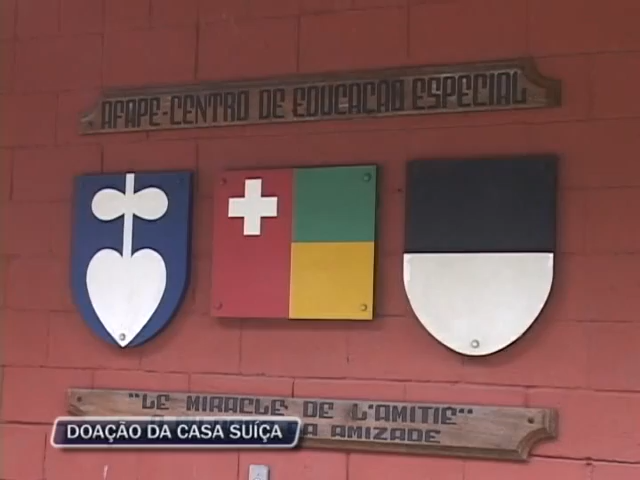 AFAPE-CENTRO DE EDUCAÇÃO ESPECIAL
"LE MIRACLE DE L'AMITIE"
A AMIZADE
DOAÇÃO DA CASA SUÍÇA